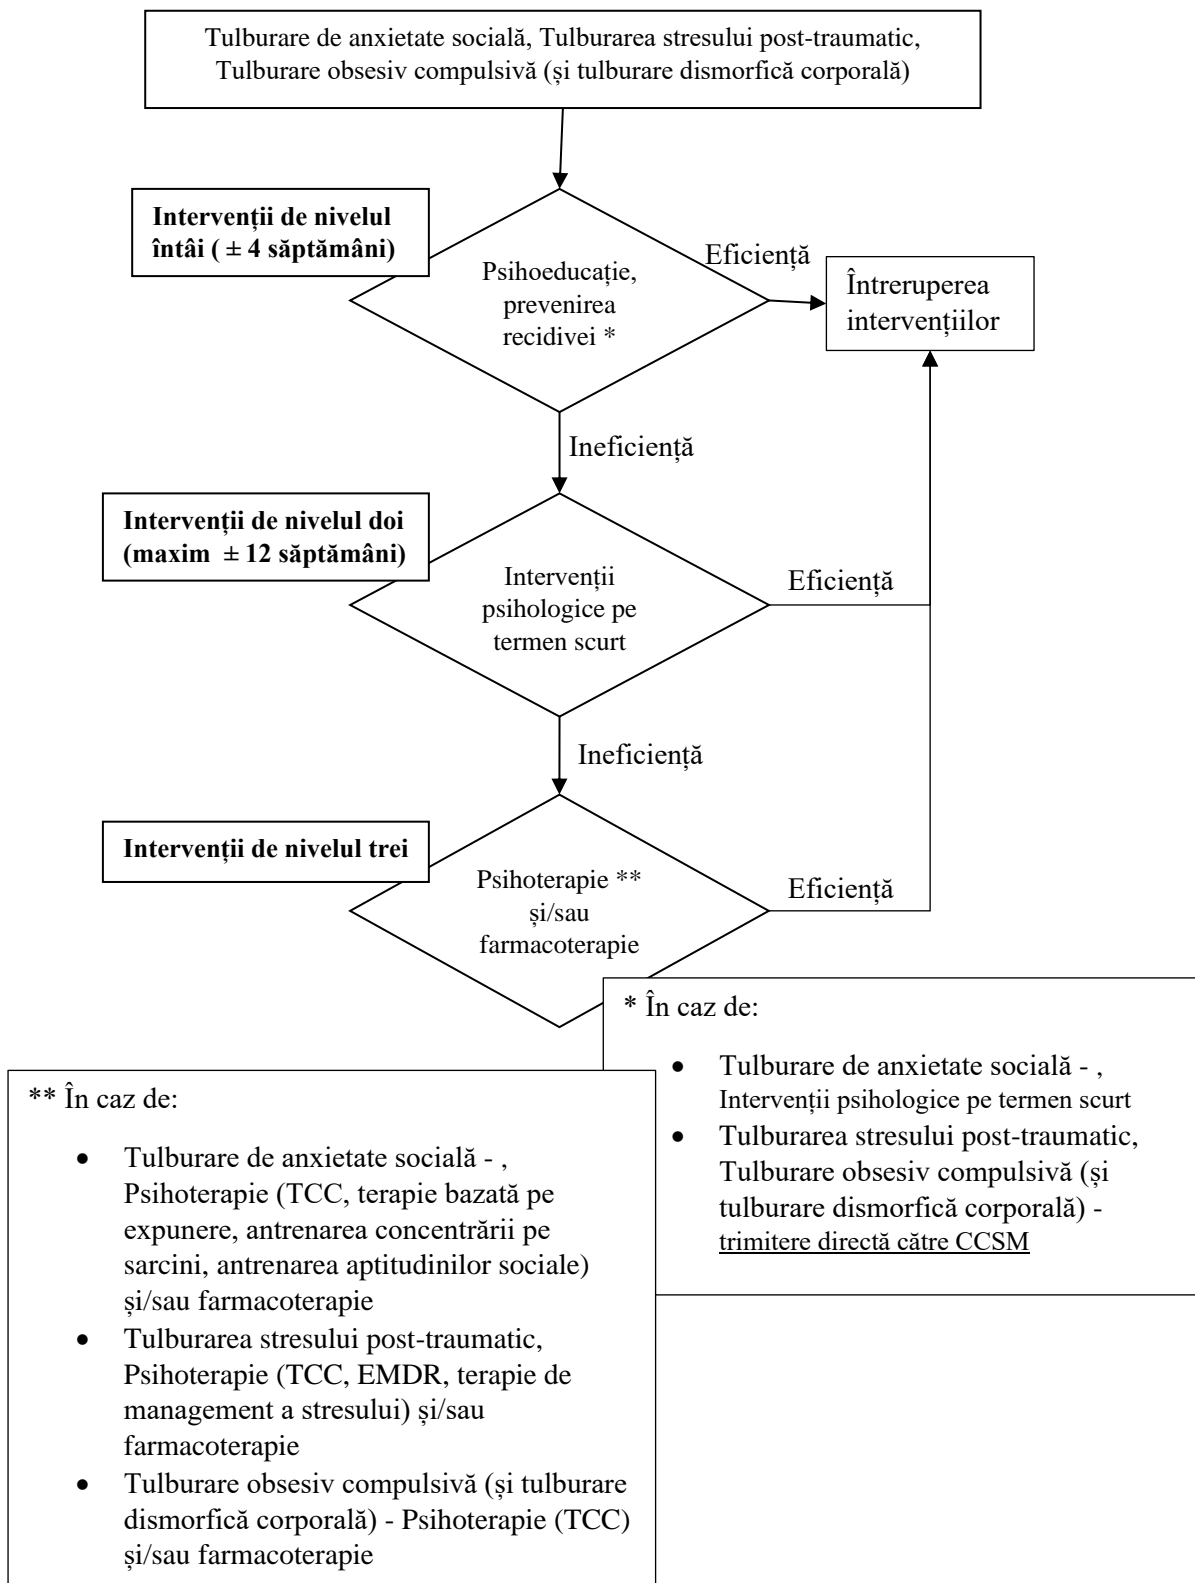 Tulburare de anxietate socială, Tulburarea stresului post-traumatic,
Tulburare obsesiv compulsivă (și tulburare dismorfică corporală)
Intervenții de nivelul
întâi ( ± 4 săptămâni)
Psihoeducație,
prevenirea
recidivei *
Eficiență
Întreruperea
intervențiilor
Ineficiență
Intervenții de nivelul doi
(maxim ± 12 săptămâni)
Intervenții
psihologice pe
termen scurt
Eficiență
Ineficiență
Intervenții de nivelul trei
Psihoterapie **
și/sau
farmacoterapie
Eficiență
* În caz de:
• Tulburare de anxietate socială - ,
Intervenții psihologice pe termen scurt
• Tulburarea stresului post-traumatic,
Tulburare obsesiv compulsivă (și
tulburare dismorfică corporală) -
trimitere directă către CCSM
** În caz de:
• Tulburare de anxietate socială - ,
Psihoterapie (TCC, terapie bazată pe
expunere, antrenarea concentrării pe
sarcini, antrenarea aptitudinilor sociale)
și/sau farmacoterapie
• Tulburarea stresului post-traumatic,
Psihoterapie (TCC, EMDR, terapie de
management a stresului) și/sau
farmacoterapie
• Tulburare obsesiv compulsivă (și tulburare
dismorfică corporală) - Psihoterapie (TCC)
și/sau farmacoterapie